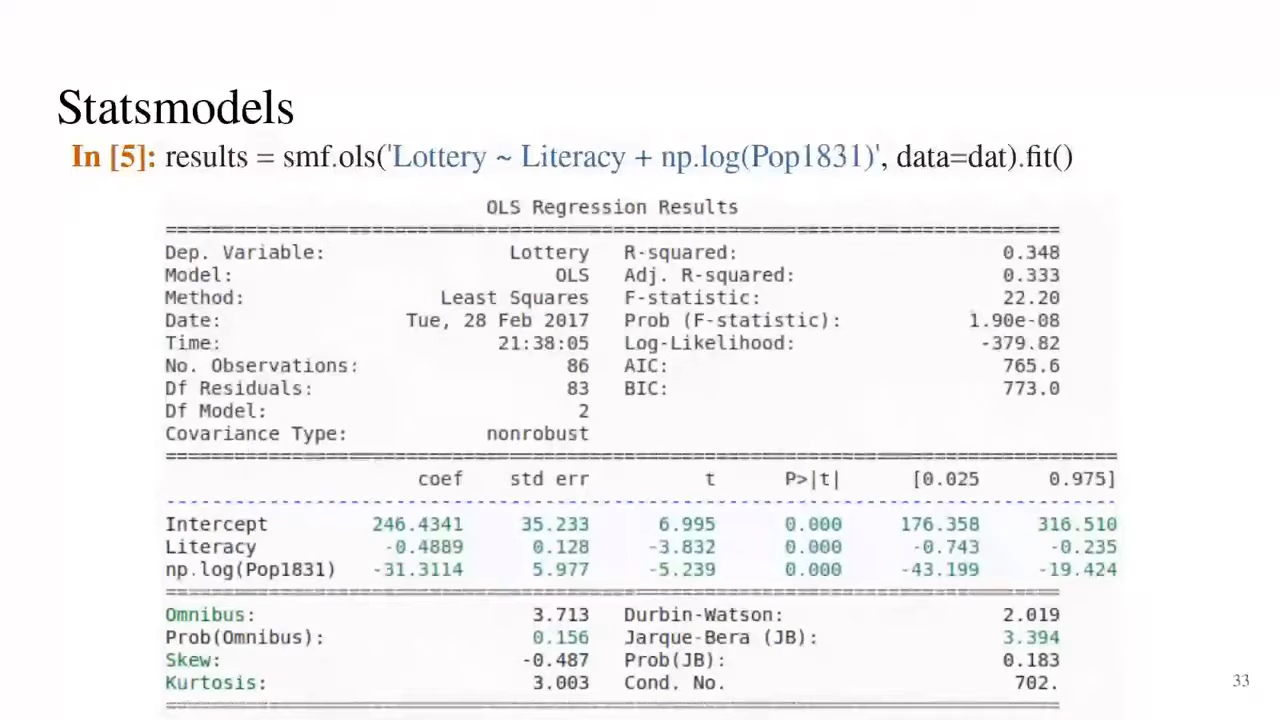 Statsmodels
In [5]: results = smf.ols('Lottery ~ Literacy + np.log(Pop1831)', data=dat).fit()
OLS Regression Results
==============================================================================
Dep. Variable: Lottery R-squared: 0.348
Model: OLS Adj. R-squared: 0.333
Method: Least Squares F-statistic: 22.20
Date: Tue, 28 Feb 2017 Prob (F-statistic): 1.90e-08
Time: 21:38:05 Log-Likelihood: -379.82
No. Observations: 86 AIC: 765.6
Df Residuals: 83 BIC: 773.0
Df Model: 2
Covariance Type: nonrobust
===================================================================================
coef std err t P>|t| [0.025 0.975]
-----------------------------------------------------------------------------------
Intercept 246.4341 35.233 6.995 0.000 176.358 316.510
Literacy -0.4889 0.128 -3.832 0.000 -0.743 -0.235
np.log(Pop1831) -31.3114 5.977 -5.239 0.000 -43.199 -19.424
==============================================================================
Omnibus: 3.713 Durbin-Watson: 2.019
Prob(Omnibus): 0.156 Jarque-Bera (JB): 3.394
Skew: -0.487 Prob(JB): 0.183
Kurtosis: 3.003 Cond. No. 702.
==============================================================================
33